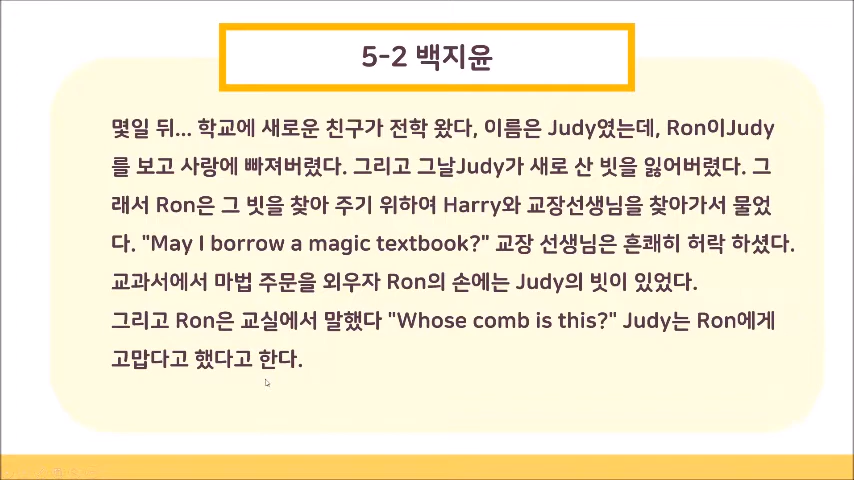 5-2 백지윤
몇일 뒤... 학교에 새로운 친구가 전학 왔다, 이름은 Judy였는데, Ron이Judy
를 보고 사랑에 빠져버렸다. 그리고 그날Judy가 새로 산 빗을 잃어버렸다. 그
래서 Ron은 그 빗을 찾아 주기 위하여 Harry와 교장선생님을 찾아가서 물었
다. "May I borrow a magic textbook?" 교장 선생님은 흔쾌히 허락 하셨다.
교과서에서 마법 주문을 외우자 Ron의 손에는 Judy의 빗이 있었다.
그리고 Ron은 교실에서 말했다 "Whose comb is this?" Judy는 Ron에게
고맙다고 했다고 한다.